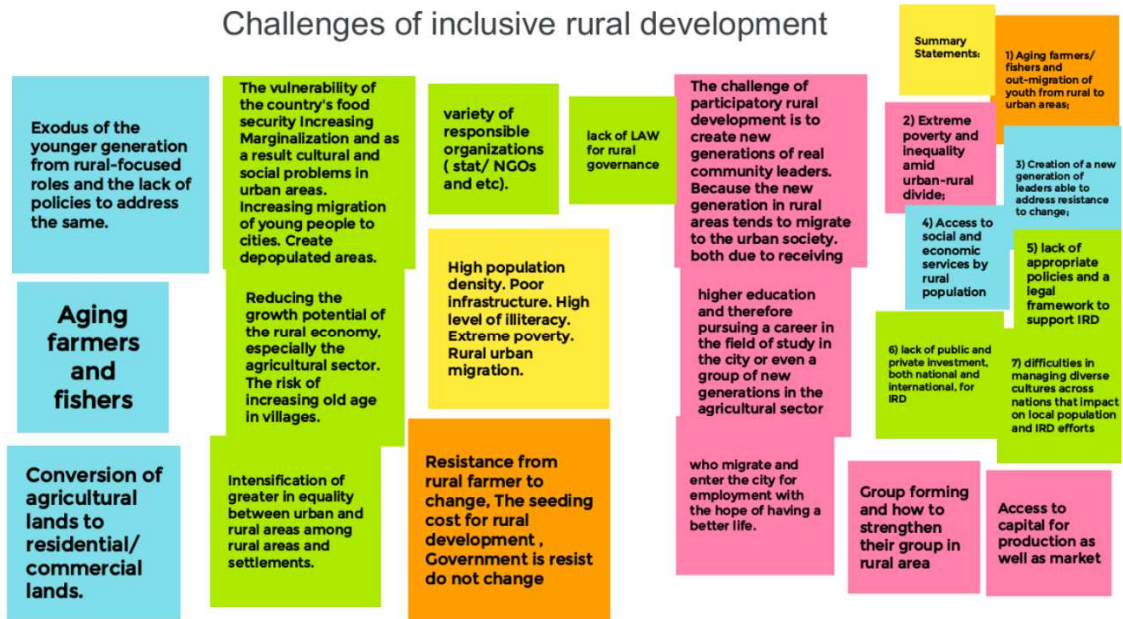 Challenges of inclusive rural development
Exodus of the
younger generation
from rural-focused
roles and the lack of
policies to address
the same.
Aging
farmers
and
fishers
Conversion of
agricultural
lands to
residential/
commercial
lands.
The vulnerability of
the country's food
security Increasing
Marginalization and as
a result cultural and
social problems in
urban areas.
Increasing migration
of young people to
cities. Create
depopulated areas.
Reducing the
growth potential of
the rural economy,
especially the
agricultural sector.
The risk of
increasing old age
in villages.
Intensification of
greater in equality
between urban and
rural areas among
rural areas and
settlements.
variety of
responsible
organizations
( stat/ NGOs
and etc).
lack of LAW
for rural
governance
High population
density. Poor
infrastructure. High
level of illiteracy.
Extreme poverty.
Rural urban
migration.
Resistance from
rural farmer to
change, The seeding
cost for rural
development ,
Government is resist
do not change
The challenge of
participatory rural
development is to
create new
generations of real
community leaders.
Because the new
generation in rural
areas tends to migrate
to the urban society.
both due to receiving
higher education
and therefore
pursuing a career in
the field of study in
the city or even a
group of new
generations in the
agricultural sector
who migrate and
enter the city for
employment with
the hope of having a
better life.
Group forming
and how to
strengthen
their group in
rural area
Access to
capital for
production as
well as market
Summary
Statements:
1) Aging farmers/
fishers and
out-migration of
youth from rural to
urban areas;
2) Extreme
poverty and
inequality
amid
urban-rural
divide;
3) Creation of a new
generation of
leaders able to
address resistance
to change;
4) Access to
social and
economic
services by
rural
population
5) lack of
appropriate
policies and a
legal
framework to
support IRD
6) lack of public and
private investment,
both national and
international, for
IRD
7) difficulties in
managing diverse
cultures across
nations that impact
on local population
and IRD efforts